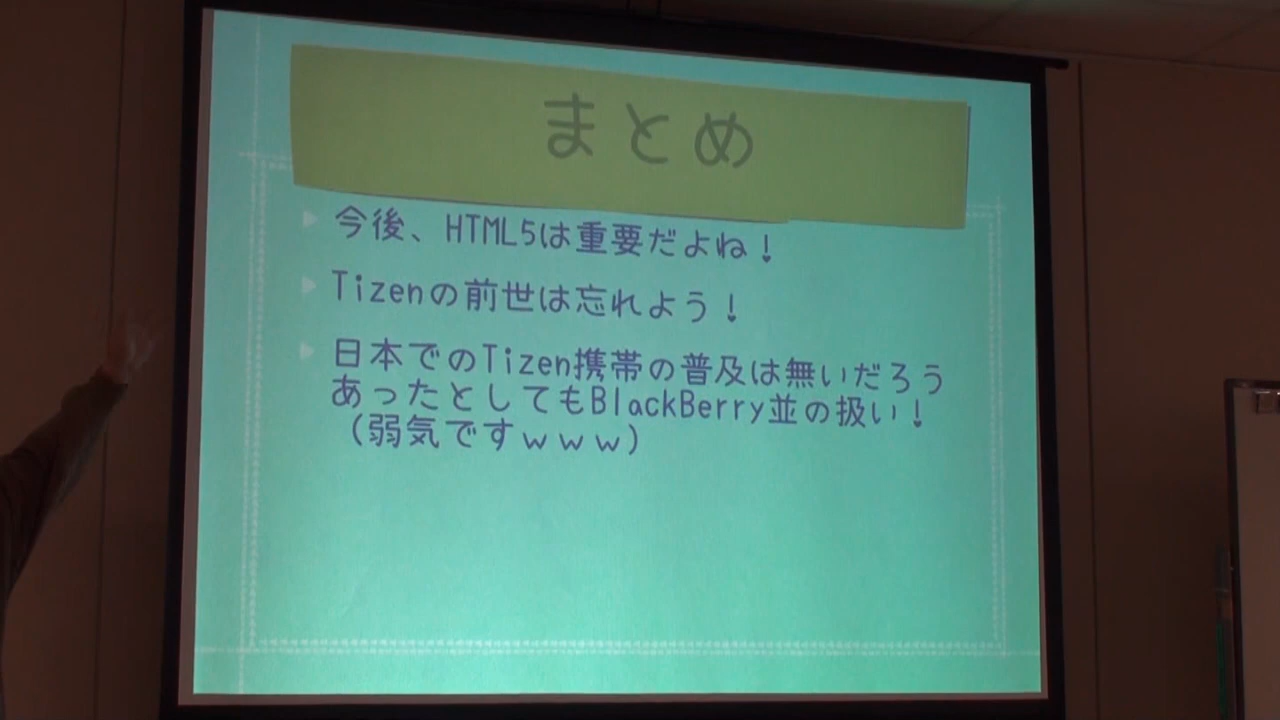 まとめ
今後、HTML5は重要だよね！
Tizenの前世は忘れよう！
日本でのTizen携帯の普及は無いだろう
あったとしてもBlackBerry並の扱い！
（弱気ですｗｗｗ）